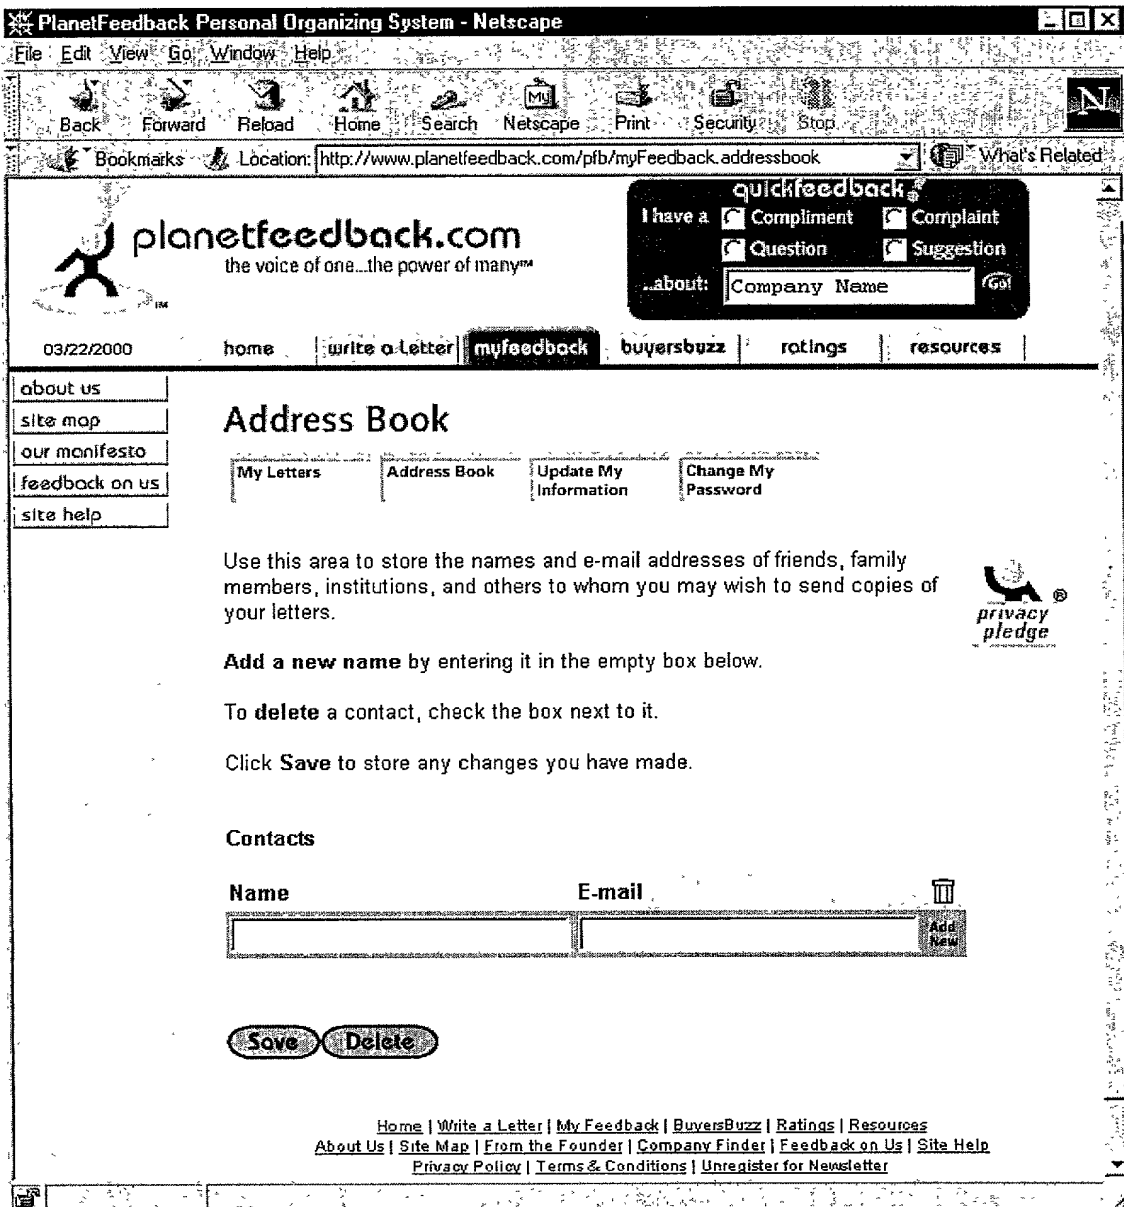 PlanetFeedback Personal Organizing System - Netscape
File Edit View Go Window Help
Back Forward Reload Home Search Netscape Print Security Stop
My
N
Bookmarks Location: http://www.planetfeedback.com/pfb/myFeedback.addressbook What's Related
quickfeedback
I have a Compliment Complaint
Question Suggestion
...about: Company Name Go!
planetfeedback.com
the voice of one...the power of many℠
TM
03/22/2000 home write a letter myfeedback buyersbuzz ratings resources
about us
site map
our manifesto
feedback on us
site help
Address Book
My Letters Address Book Update My Information Change My Password
Use this area to store the names and e-mail addresses of friends, family
members, institutions, and others to whom you may wish to send copies of
your letters.
privacy
pledge ®
Add a new name by entering it in the empty box below.
To delete a contact, check the box next to it.
Click Save to store any changes you have made.
Contacts
Name E-mail
Add
New
Save Delete
Home | Write a Letter | My Feedback | BuyersBuzz | Ratings | Resources
About Us | Site Map | From the Founder | Company Finder | Feedback on Us | Site Help
Privacy Policy | Terms & Conditions | Unregister for Newsletter